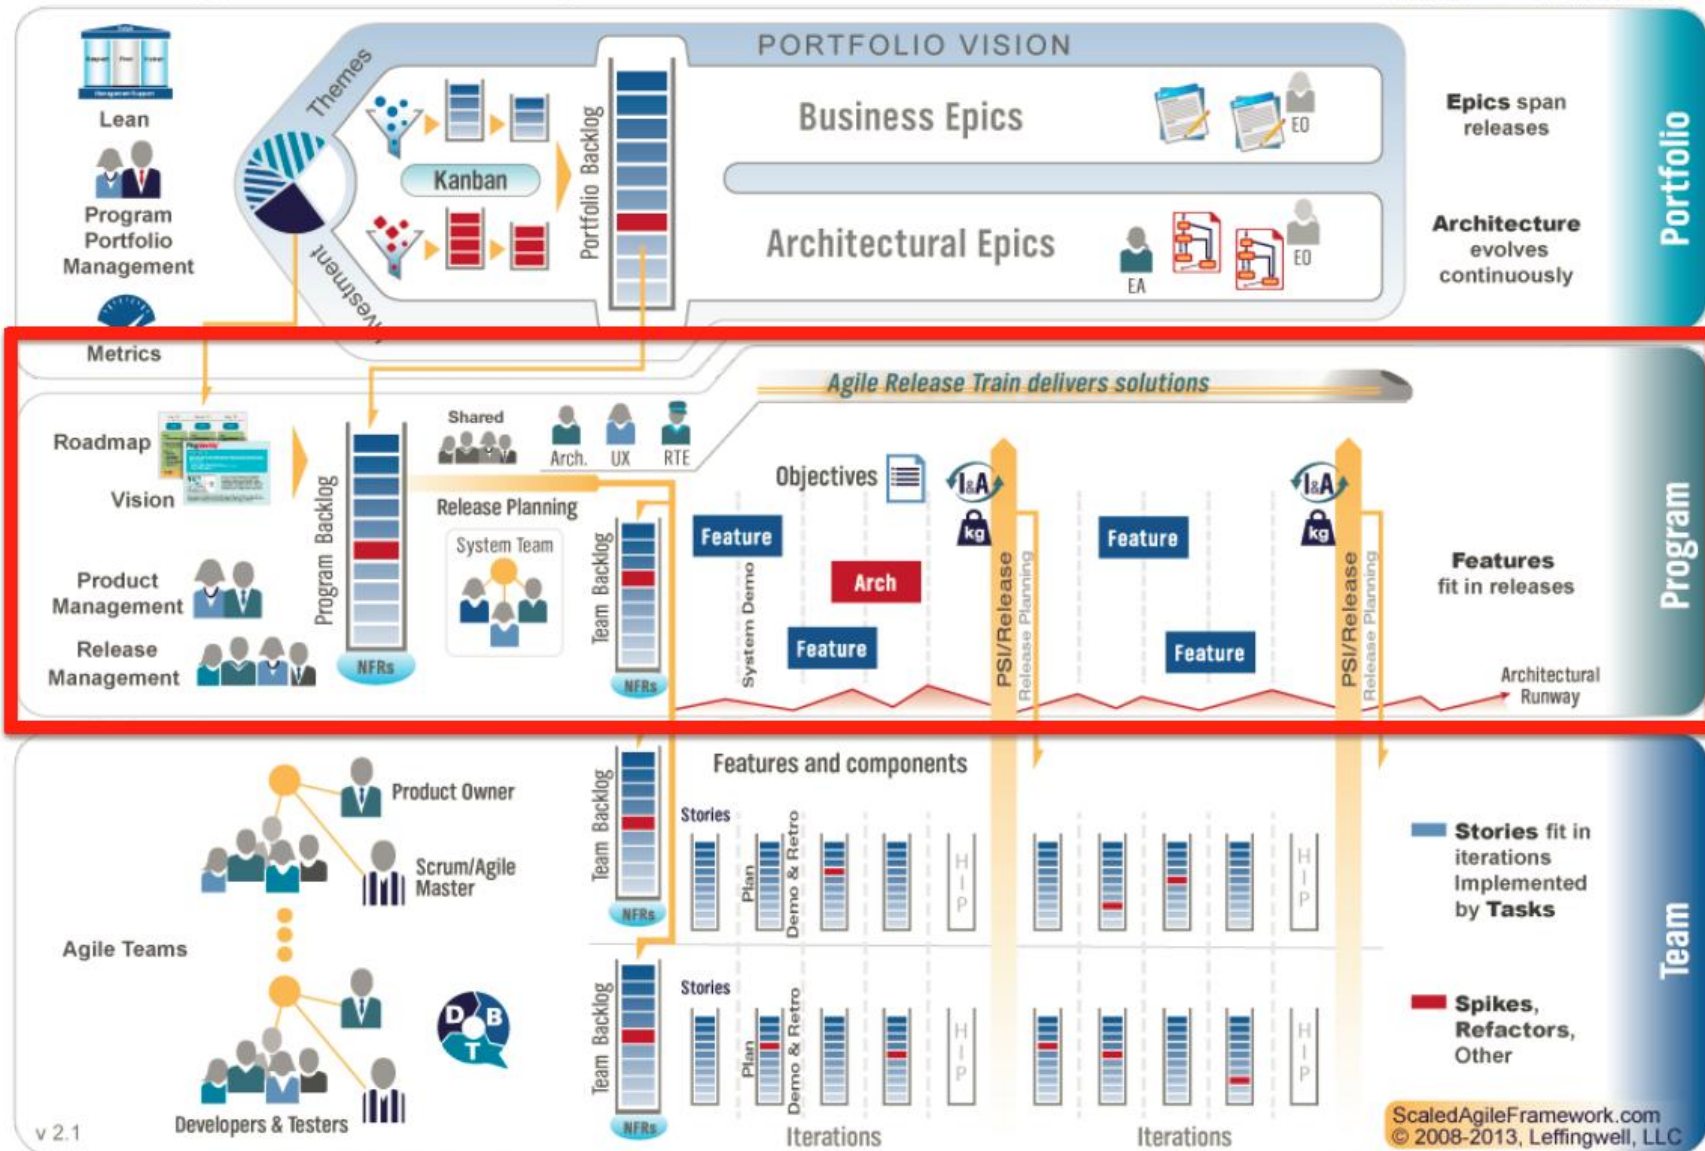 PORTFOLIO VISION
Themes
Investment
Lean
Program
Portfolio
Management
Metrics
Kanban
Portfolio Backlog
Business Epics
EO
Architectural Epics
EA
EO
Epics span
releases
Architecture
evolves
continuously
Portfolio
Agile Release Train delivers solutions
Roadmap
Vision
Product
Management
Release
Management
Program Backlog
NFRs
Shared
Arch.
UX
RTE
Release Planning
System Team
Team Backlog
NFRs
Objectives
Feature
System Demo
Arch
Feature
I&A
kg
PSI/Release
Release Planning
Feature
Feature
I&A
kg
PSI/Release
Release Planning
Features
fit in releases
Architectural
Runway
Program
Features and components
Product Owner
Scrum/Agile
Master
Agile Teams
Developers & Testers
D B
T
v 2.1
Team Backlog
NFRs
Stories
Plan
Demo & Retro
H
I
P
H
I
P
Team Backlog
NFRs
Stories
Plan
Demo & Retro
H
I
P
H
I
P
Iterations
Iterations
Stories fit in
iterations
Implemented
by Tasks
Spikes,
Refactors,
Other
Team
ScaledAgileFramework.com
© 2008-2013, Leffingwell, LLC